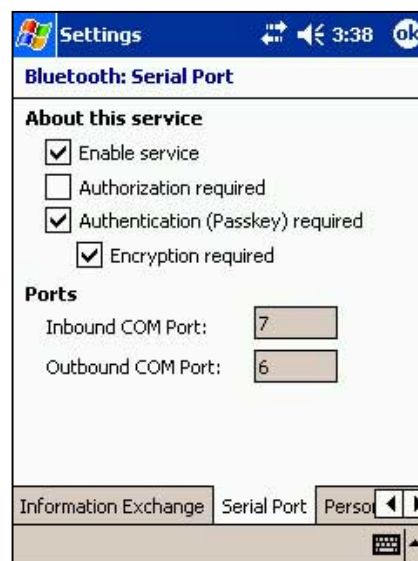 Settings 3:38 ok
Bluetooth: Serial Port
About this service
Enable service
Authorization required
Authentication (Passkey) required
Encryption required
Ports
Inbound COM Port: 7
Outbound COM Port: 6
Information Exchange Serial Port Perso